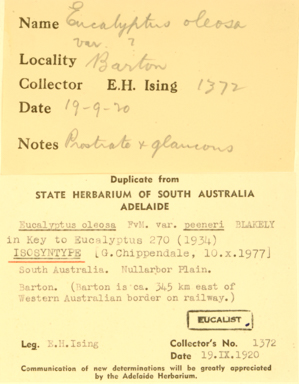 Name Eucalyptus oleosa
var. ?
Locality Barton
Collector E.H. Ising 1372
Date 19-9-20
Notes Prostrate & glaucous
Duplicate from
STATE HERBARIUM OF SOUTH AUSTRALIA
ADELAIDE
Eucalyptus oleosa FvM. var. peeneri BLAKELY
in Key to Eucalyptus 270 (1934)
ISOSYNTYPE [G.Chippendale, 10.x.1977]
South Australia. Nullarbor Plain.
Barton. (Barton is ca. 345 km east of
Western Australian border on railway.)
EUCALIST
Leg. E.H.Ising Collector's No. 1372
Date 19.IX.1920
Communication of new determinations will be greatly appreciated
by the Adelaide Herbarium.